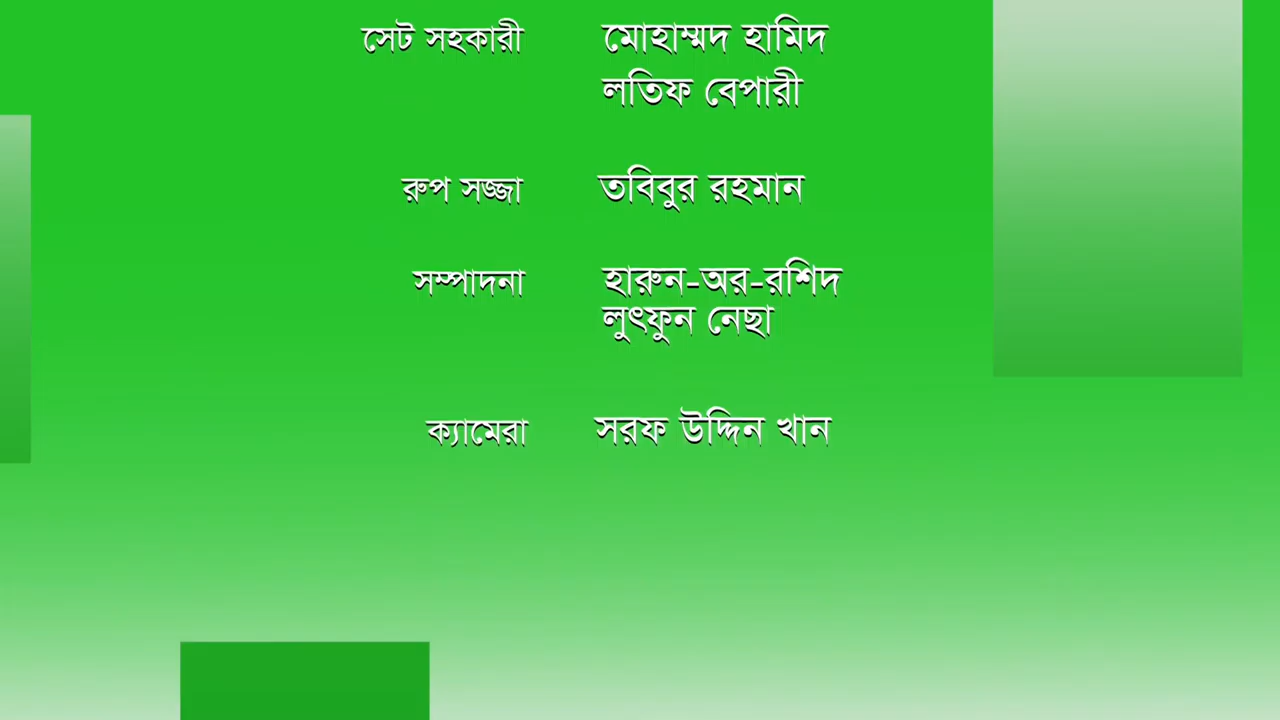 সেট সহকারী মোহাম্মদ হামিদ
লতিফ বেপারী
রুপ সজ্জা তবিবুর রহমান
সম্পাদনা হারুন-অর-রশিদ
লুৎফুন নেছা
ক্যামেরা সরফ উদ্দিন খান